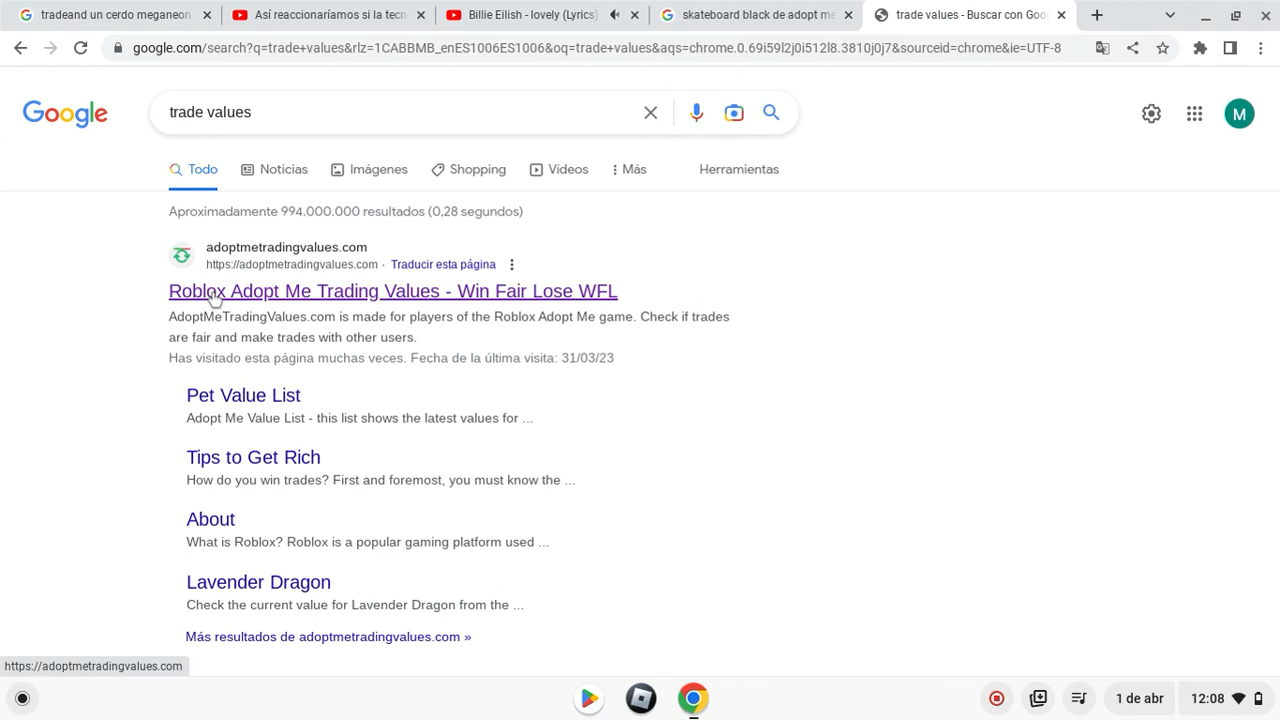 tradeand un cerdo meganeon
Así reaccionaríamos si la tecn
Billie Eilish - lovely (Lyrics)
skateboard black de adopt me
trade values - Buscar con Goo
google.com/search?q=trade+values&rlz=1CABBMB_enES1006ES1006&oq=trade+values&aqs=chrome.0.69i59l2j0i512l8.3810j0j7&sourceid=chrome&ie=UTF-8
Google
trade values
M
Todo
Noticias
Imágenes
Shopping
Videos
Más
Herramientas
Aproximadamente 994.000.000 resultados (0,28 segundos)
adoptmetradingvalues.com
https://adoptmetradingvalues.com · Traducir esta página
Roblox Adopt Me Trading Values - Win Fair Lose WFL
AdoptMeTradingValues.com is made for players of the Roblox Adopt Me game. Check if trades
are fair and make trades with other users.
Has visitado esta página muchas veces. Fecha de la última visita: 31/03/23
Pet Value List
Adopt Me Value List - this list shows the latest values for ...
Tips to Get Rich
How do you win trades? First and foremost, you must know the ...
About
What is Roblox? Roblox is a popular gaming platform used ...
Lavender Dragon
Check the current value for Lavender Dragon from the ...
Más resultados de adoptmetradingvalues.com »
https://adoptmetradingvalues.com
1 de abr
12:08